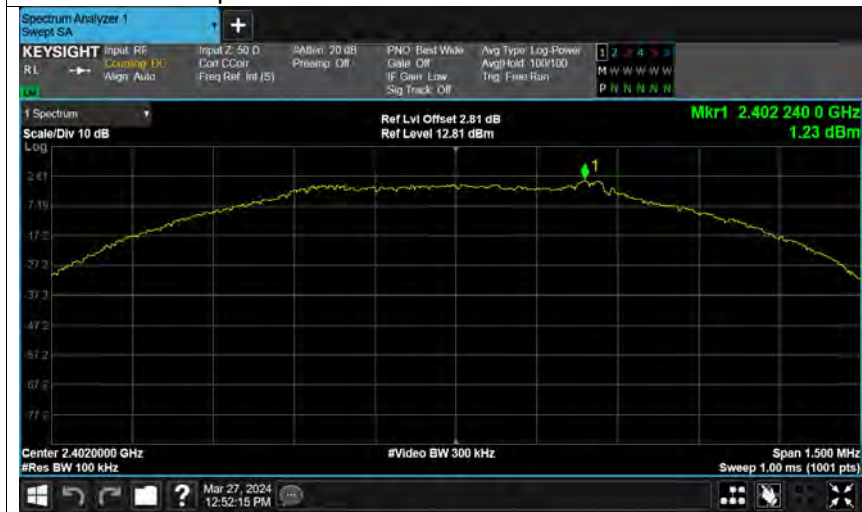 Spectrum Analyzer 1
Swept SA
+
KEYSIGHT Input: RF Input Z: 50 Ω #Atten: 20 dB PNO: Best Wide Avg Type: Log-Power 1 2 3 4 5 6
RL Coupling: DC Corr CCorr Preamp: Off Gate: Off Avg|Hold: 100/100 M W W W W W
Align: Auto Freq Ref: Int (S) IF Gain: Low Trig: Free Run
Sig Track: Off P N N N N N
1 Spectrum
Ref Lvl Offset 2.81 dB Mkr1 2.402 240 0 GHz
Scale/Div 10 dB Ref Level 12.81 dBm 1.23 dBm
Log
1
2.81
-7.19
-17.2
-27.2
-37.2
-47.2
-57.2
-67.2
-77.2
Center 2.4020000 GHz #Video BW 300 kHz Span 1.500 MHz
#Res BW 100 kHz Sweep 1.00 ms (1001 pts)
? Mar 27, 2024
12:52:15 PM